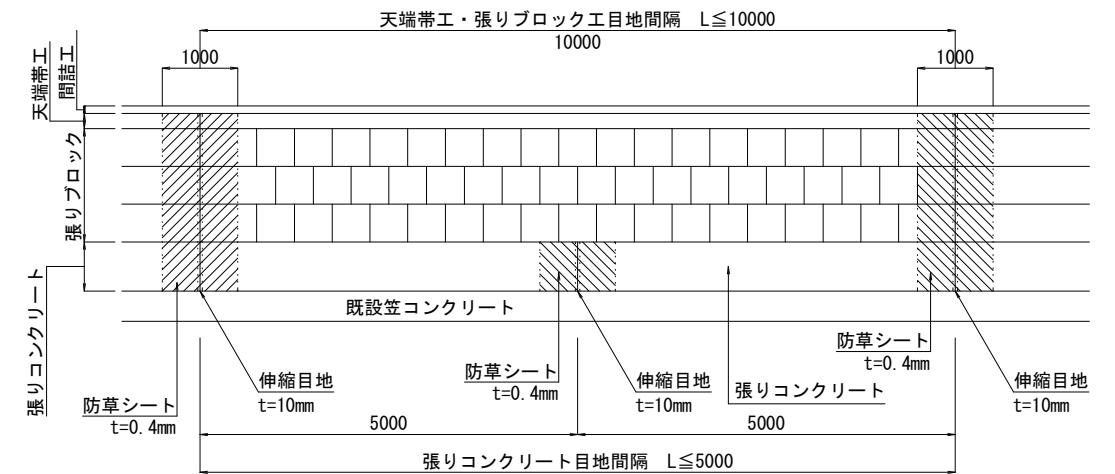 天端帯工・張りブロック工目地間隔　L≦10000
10000
1000
1000
天端帯工
間詰工
張りブロック
張りコンクリート
既設笠コンクリート
防草シート
t=0.4mm
伸縮目地
t=10mm
防草シート
t=0.4mm
伸縮目地
t=10mm
張りコンクリート
防草シート
t=0.4mm
伸縮目地
t=10mm
5000
5000
張りコンクリート目地間隔　L≦5000